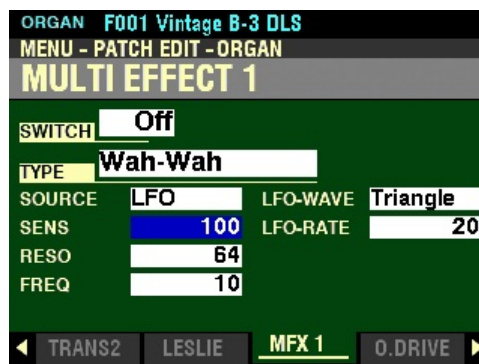 ORGAN F001 Vintage B-3 DLS
MENU - PATCH EDIT - ORGAN
MULTI EFFECT 1
SWITCH Off
TYPE Wah-Wah
SOURCE LFO LFO-WAVE Triangle
SENS 100 LFO-RATE 20
RESO 64
FREQ 10
TRANS2 LESLIE MFX 1 O.DRIVE